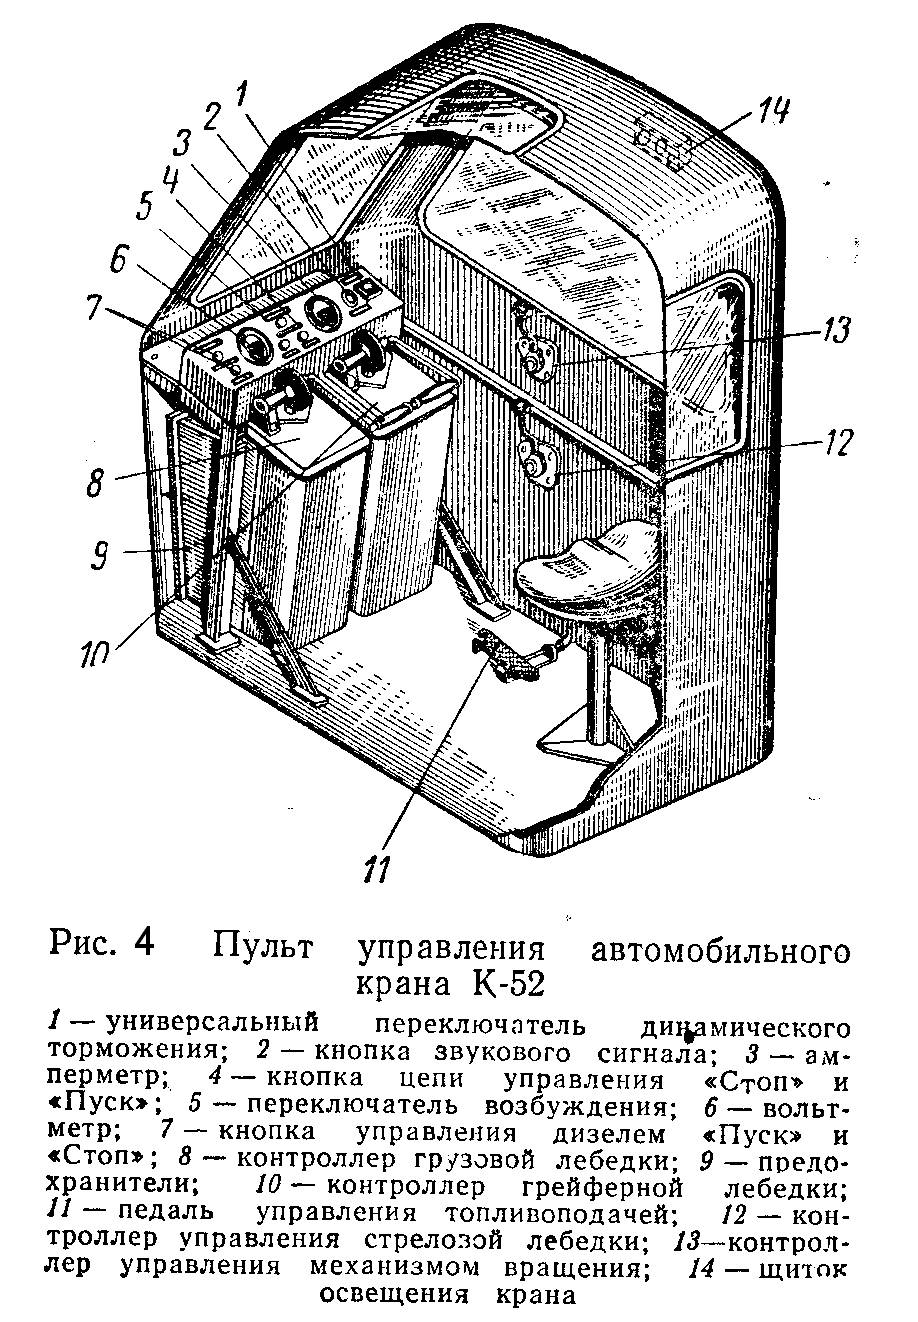 1
2
3
4
5
6
7
8
9
10
11
12
13
14
Рис. 4 Пульт управления автомобильного
крана К-52
1 — универсальный переключатель динамического
торможения; 2 — кнопка звукового сигнала; 3 — ам-
перметр; 4 — кнопка цепи управления «Стоп» и
«Пуск»; 5 — переключатель возбуждения; 6 — вольт-
метр; 7 — кнопка управления дизелем «Пуск» и
«Стоп»; 8 — контроллер грузовой лебедки; 9 — предо-
хранители; 10 — контроллер грейферной лебедки;
11 — педаль управления топливоподачей; 12 — кон-
троллер управления стреловой лебедки; 13—контрол-
лер управления механизмом вращения; 14 — щиток
освещения крана